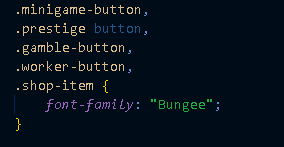 .minigame-button,
.prestige button,
.gamble-button,
.worker-button,
.shop-item {
    font-family: "Bungee";
}